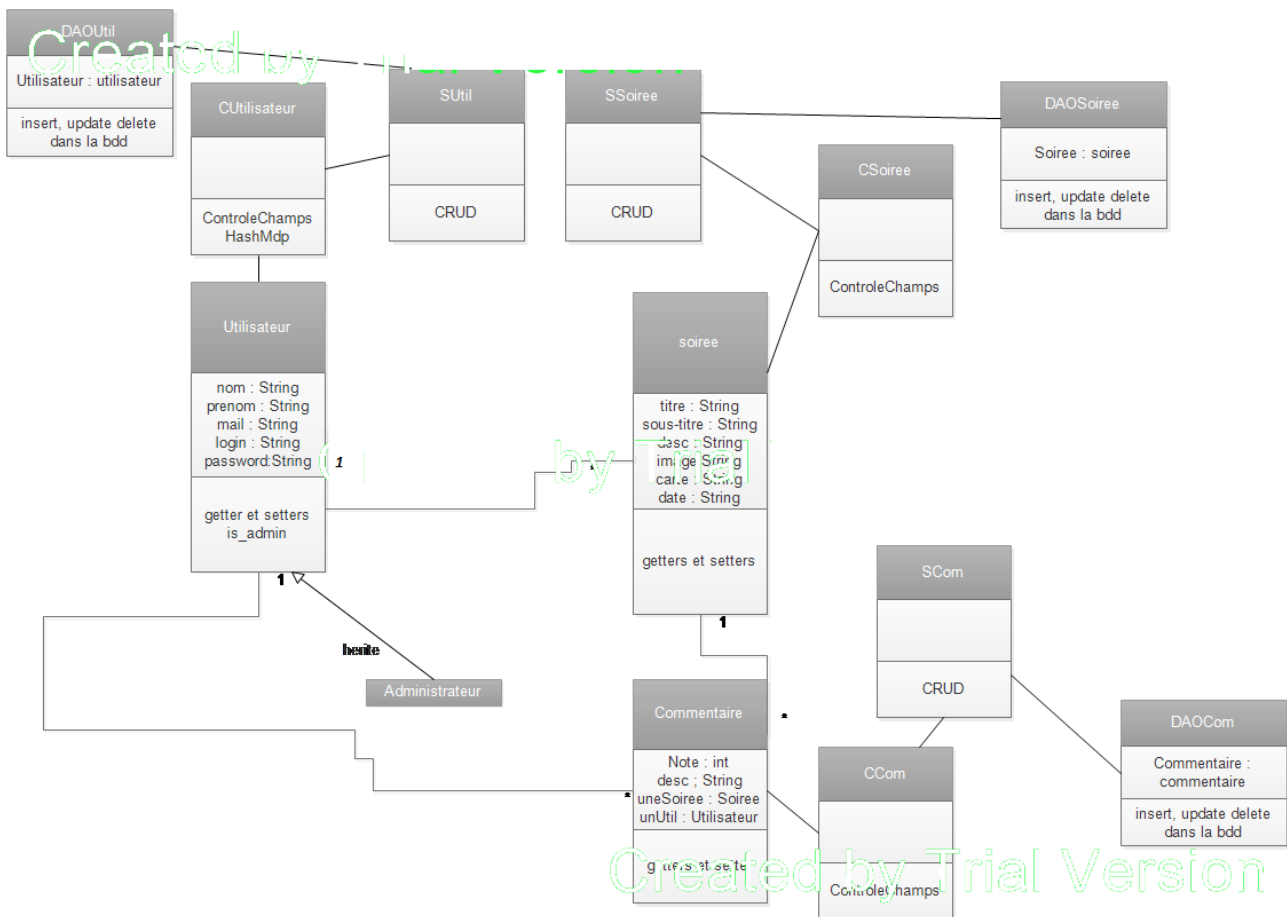 DAOUtil
Utilisateur : utilisateur
insert, update delete
dans la bdd
Created by
CUtilisateur
ControleChamps
HashMdp
SUtil
CRUD
SSoiree
CRUD
DAOSoiree
Soiree : soiree
insert, update delete
dans la bdd
CSoiree
ControleChamps
Utilisateur
nom : String
prenom : String
mail : String
login : String
password:String
getter et setters
is_admin
1
1
soiree
titre : String
sous-titre : String
desc : String
image String
carte : String
date : String
getters et setters
by Trial
*
1
herite
Administrateur
Commentaire
Note : int
desc ; String
uneSoiree : Soiree
unUtil : Utilisateur
*
*
SCom
CRUD
CCom
ControleChamps
DAOCom
Commentaire :
commentaire
insert, update delete
dans la bdd
Created by Trial Version